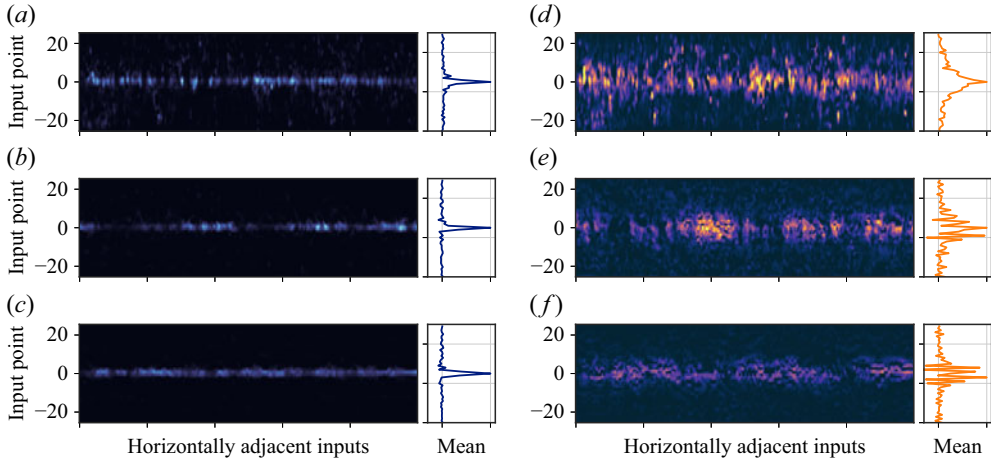 (a)
(d)
Input point
20
0
−20
20
0
−20
(b)
(e)
Input point
20
0
−20
20
0
−20
(c)
(f)
Input point
20
0
−20
20
0
−20
Horizontally adjacent inputs
Mean
Horizontally adjacent inputs
Mean